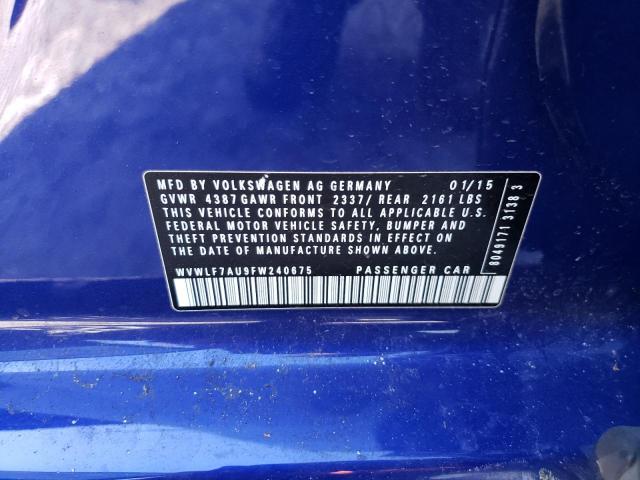 MFD BY VOLKSWAGEN AG GERMANY 01/15
GVWR 4387 GAWR FRONT 2337/ REAR 2161 LBS
THIS VEHICLE CONFORMS TO ALL APPLICABLE U.S.
FEDERAL MOTOR VEHICLE SAFETY, BUMPER AND
THEFT PREVENTION STANDARDS IN EFFECT ON THE
DATE OF MANUFACTURE SHOWN ABOVE.
WVWLF7AU9FW240675 PASSENGER CAR
8049171 3138 3